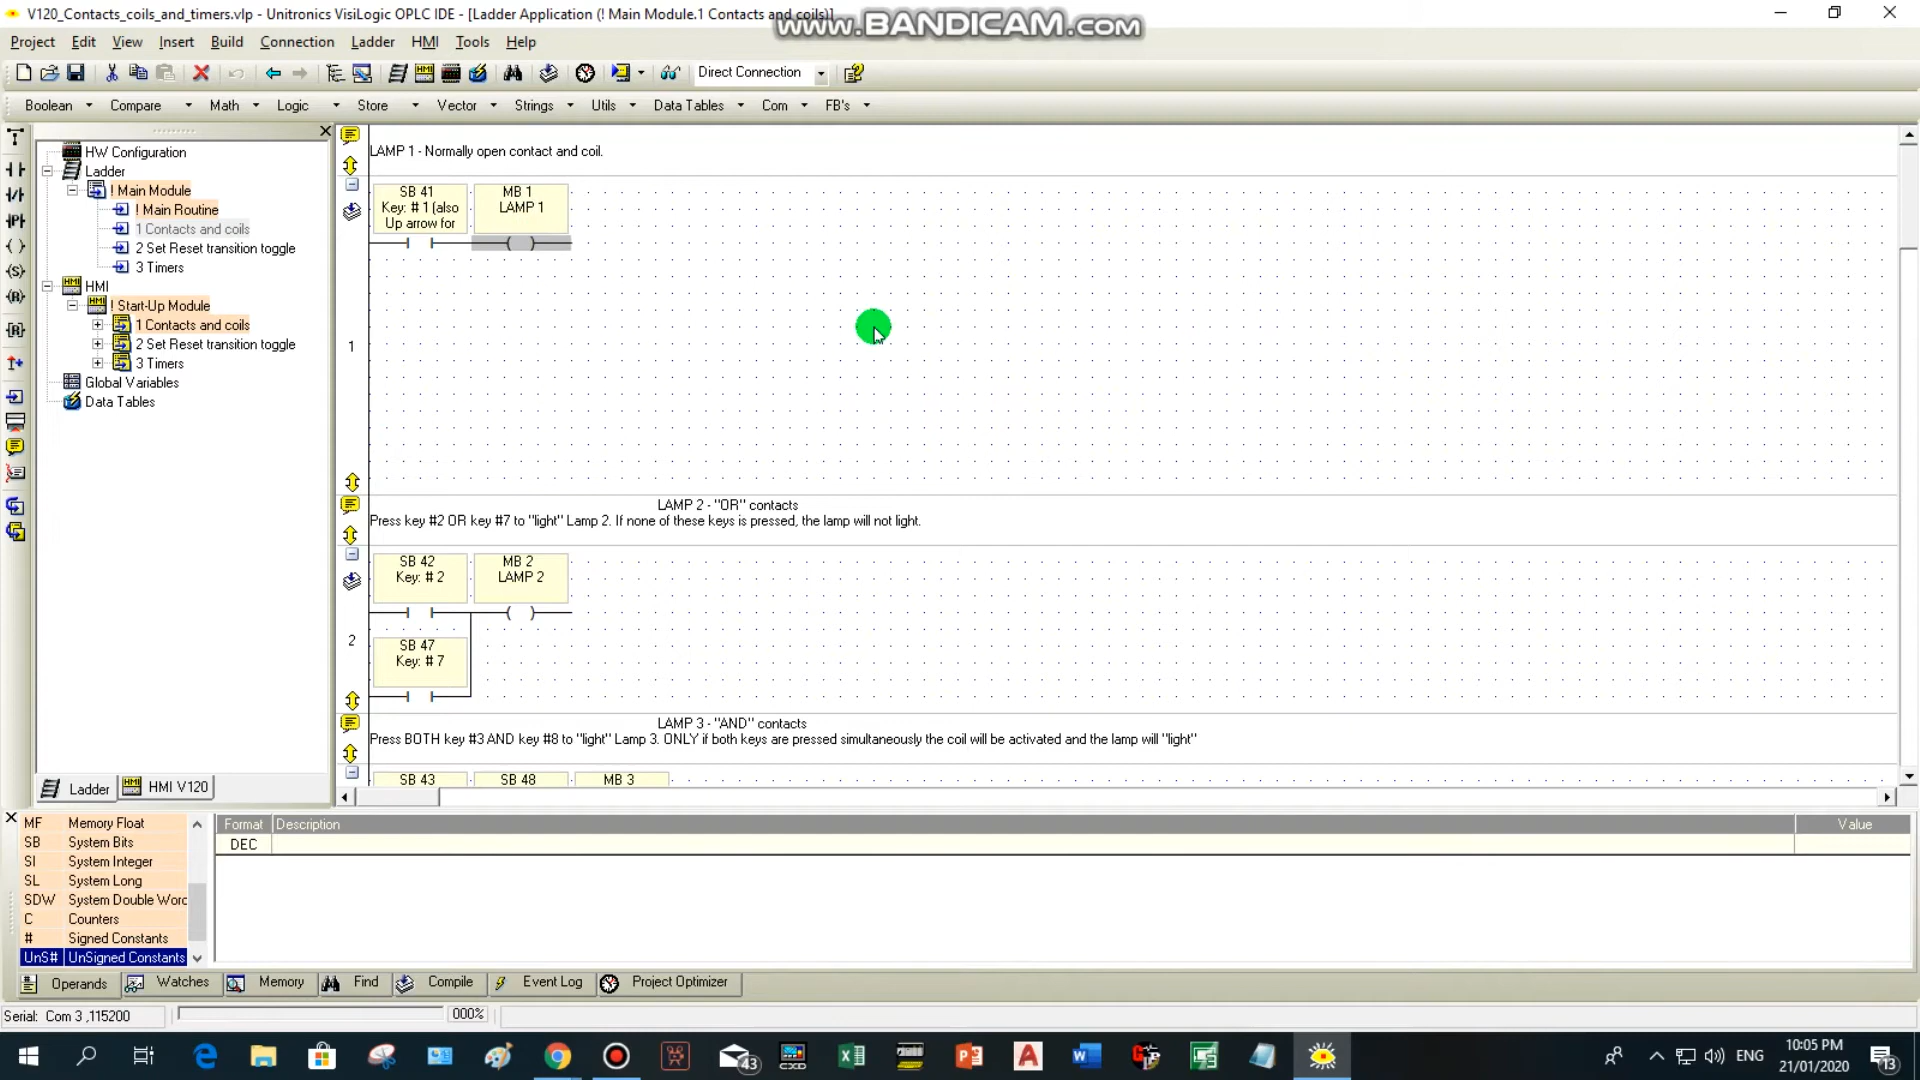 V120_Contacts_coils_and_timers.vlp - Unitronics VisiLogic OPLC IDE - [Ladder Application (! Main Module.1 Contacts and coils)]
www.BANDICAM.com
Project Edit View Insert Build Connection Ladder HMI Tools Help
Direct Connection
Boolean Compare Math Logic Store Vector Strings Utils Data Tables Com FB's
HW Configuration
Ladder
! Main Module
! Main Routine
1 Contacts and coils
2 Set Reset transition toggle
3 Timers
HMI
! Start-Up Module
1 Contacts and coils
2 Set Reset transition toggle
3 Timers
Global Variables
Data Tables
Ladder HMI V120
LAMP 1 - Normally open contact and coil.
SB 41
Key: # 1 (also
Up arrow for
MB 1
LAMP 1
1
LAMP 2 - "OR" contacts
Press key #2 OR key #7 to "light" Lamp 2. If none of these keys is pressed, the lamp will not light.
SB 42
Key: # 2
MB 2
LAMP 2
2
SB 47
Key: # 7
LAMP 3 - "AND" contacts
Press BOTH key #3 AND key #8 to "light" Lamp 3. ONLY if both keys are pressed simultaneously the coil will be activated and the lamp will "light"
SB 43 SB 48 MB 3
MF Memory Float
SB System Bits
SI System Integer
SL System Long
SDW System Double Word
C Counters
# Signed Constants
UnS# UnSigned Constants
Format Description Value
DEC
Operands Watches Memory Find Compile Event Log Project Optimizer
Serial: Com 3 ,115200 000%
43
ENG
10:05 PM
21/01/2020
13